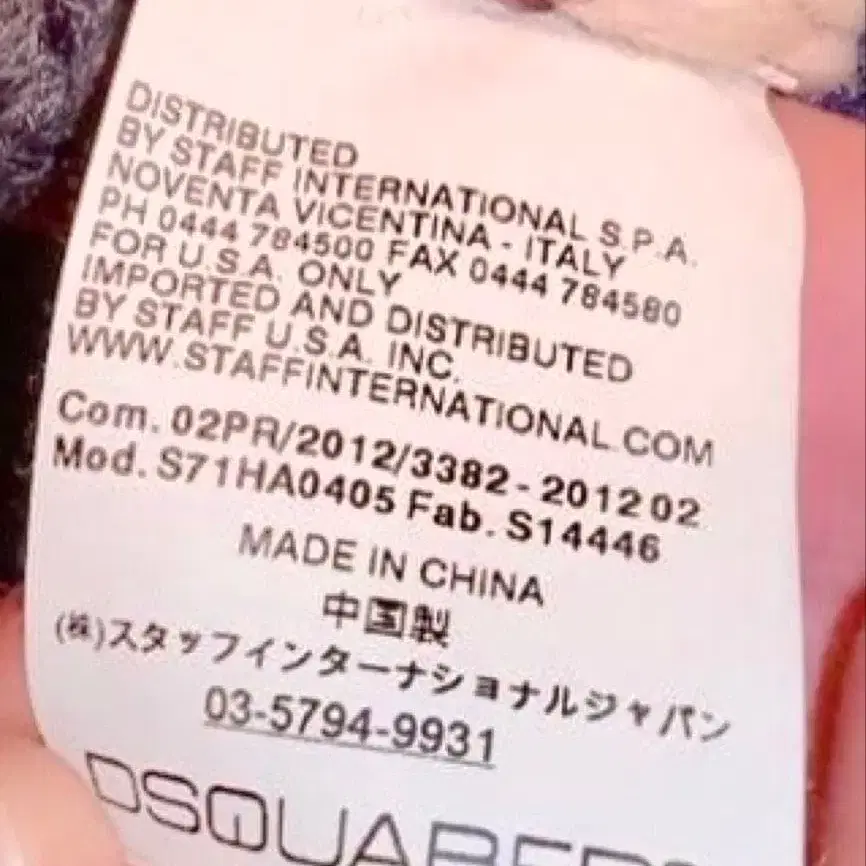 DISTRIBUTED
BY STAFF INTERNATIONAL S.P.A.
NOVENTA VICENTINA - ITALY
PH 0444 784500 FAX 0444 784580
FOR U.S.A. ONLY
IMPORTED AND DISTRIBUTED
BY STAFF U.S.A. INC.
WWW.STAFFINTERNATIONAL.COM
Com. 02PR/2012/3382 - 2012 02
Mod. S71HA0405 Fab. S14446
MADE IN CHINA
中国製
(株)スタッフインターナショナルジャパン
03-5794-9931